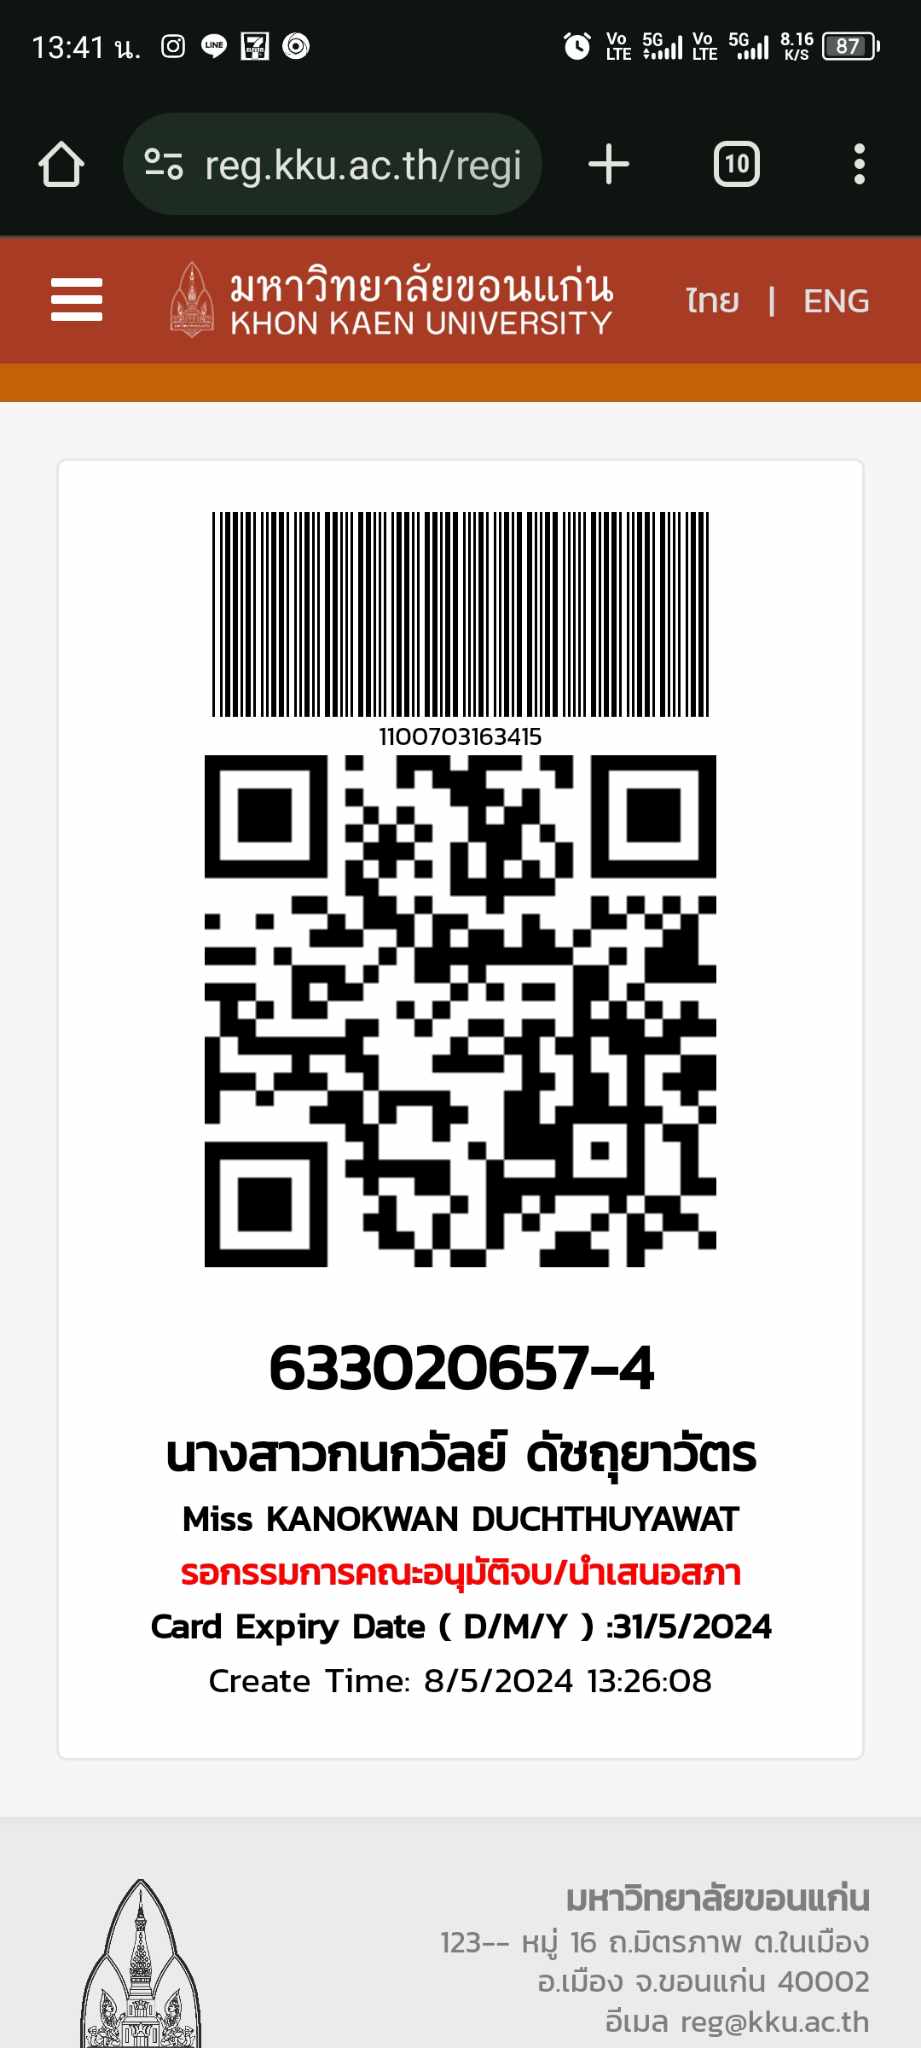 13:41 น.
LINE
7 ELEVEN
Vo LTE 5G Vo LTE 5G 8.16 K/S 87
reg.kku.ac.th/regi
10
มหาวิทยาลัยขอนแก่น
KHON KAEN UNIVERSITY
ไทย | ENG
1100703163415
633020657-4
นางสาวกนกวัลย์ ดัชถุยาวัตร
Miss KANOKWAN DUCHTHUYAWAT
รอกรรมการคณะอนุมัติจบ/นำเสนอสภา
Card Expiry Date ( D/M/Y ) :31/5/2024
Create Time: 8/5/2024 13:26:08
มหาวิทยาลัยขอนแก่น
123-- หมู่ 16 ถ.มิตรภาพ ต.ในเมือง
อ.เมือง จ.ขอนแก่น 40002
อีเมล reg@kku.ac.th